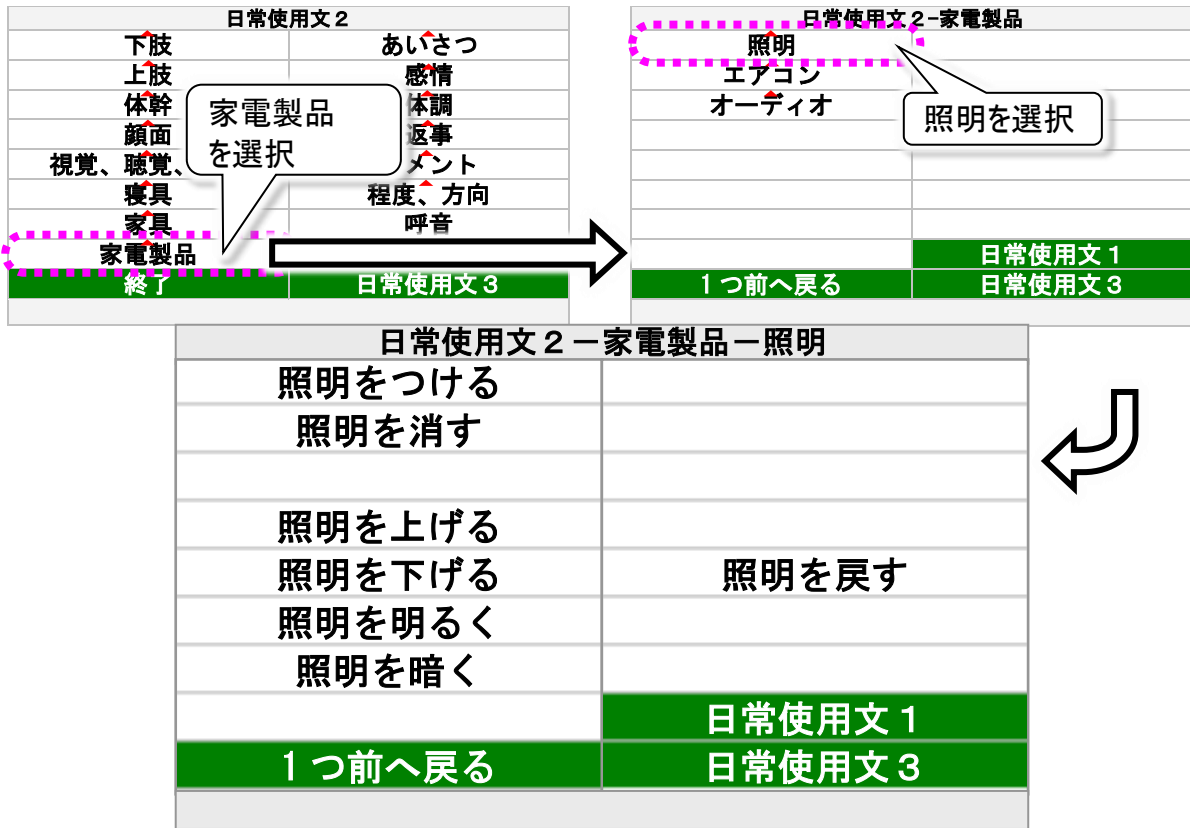 日常使用文２
下肢 あいさつ
上肢 感情
体幹 体調
顔面 返事
視覚、聴覚、 メント
寝具 程度、方向
家具 呼音
家電製品
終了 日常使用文３
家電製品
を選択
日常使用文２-家電製品
照明
エアコン
オーディオ
日常使用文１
１つ前へ戻る 日常使用文３
照明を選択
日常使用文２－家電製品－照明
照明をつける
照明を消す
照明を上げる
照明を下げる 照明を戻す
照明を明るく
照明を暗く
日常使用文１
１つ前へ戻る 日常使用文３